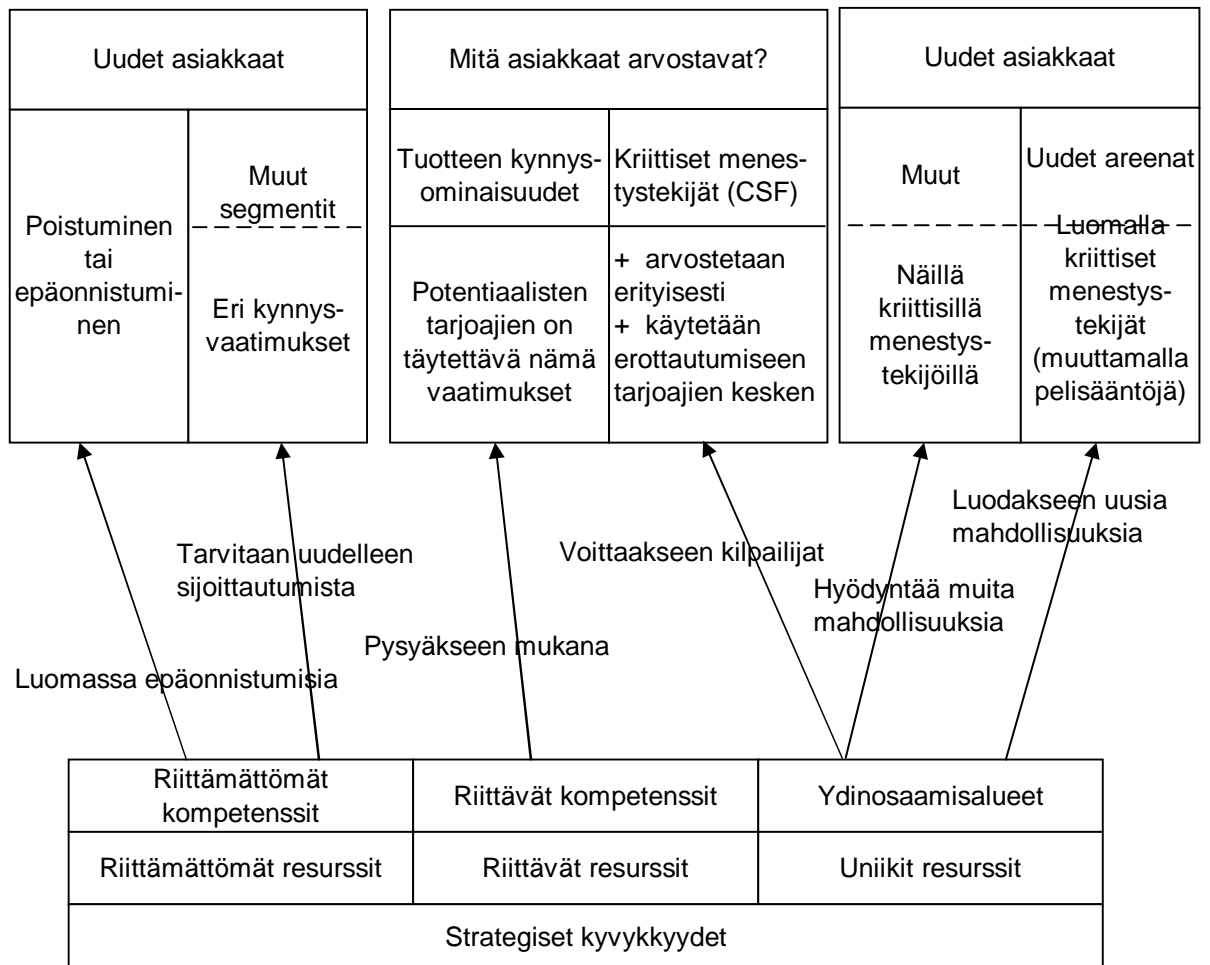 Uudet asiakkaat
Poistuminen
tai
epäonnistumi-
nen
Muut
segmentit
Eri kynnys-
vaatimukset
Mitä asiakkaat arvostavat?
Tuotteen kynnys-
ominaisuudet
Kriittiset menes-
tystekijät (CSF)
Potentiaalisten
tarjoajien on
täytettävä nämä
vaatimukset
+ arvostetaan
erityisesti
+ käytetään
erottautumiseen
tarjoajien kesken
Uudet asiakkaat
Muut
Näillä
kriittisillä
menestys-
tekijöillä
Uudet areenat
Luomalla
kriittiset
menestys-
tekijät
(muuttamalla
pelisääntöjä)
Luomassa epäonnistumisia
Tarvitaan uudelleen
sijoittautumista
Pysyäkseen mukana
Voittaakseen kilpailijat
Hyödyntää muita
mahdollisuuksia
Luodakseen uusia
mahdollisuuksia
Riittämättömät
kompetenssit
Riittävät kompetenssit
Ydinosaamisalueet
Riittämättömät resurssit
Riittävät resurssit
Uniikit resurssit
Strategiset kyvykkyydet